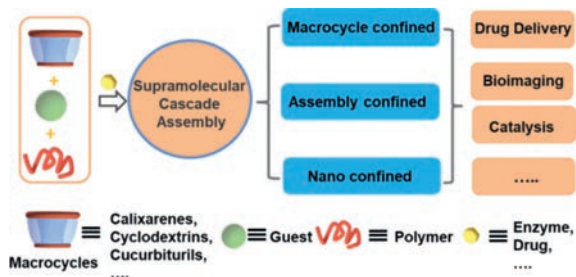 Macrocycle confined
Drug Delivery
Supramolecular
Cascade
Assembly
Bioimaging
Assembly confined
Catalysis
Nano confined
.....
Macrocycles
Calixarenes,
Cyclodextrins,
Cucurbiturils,
....
Guest
Polymer
Enzyme,
Drug,
....